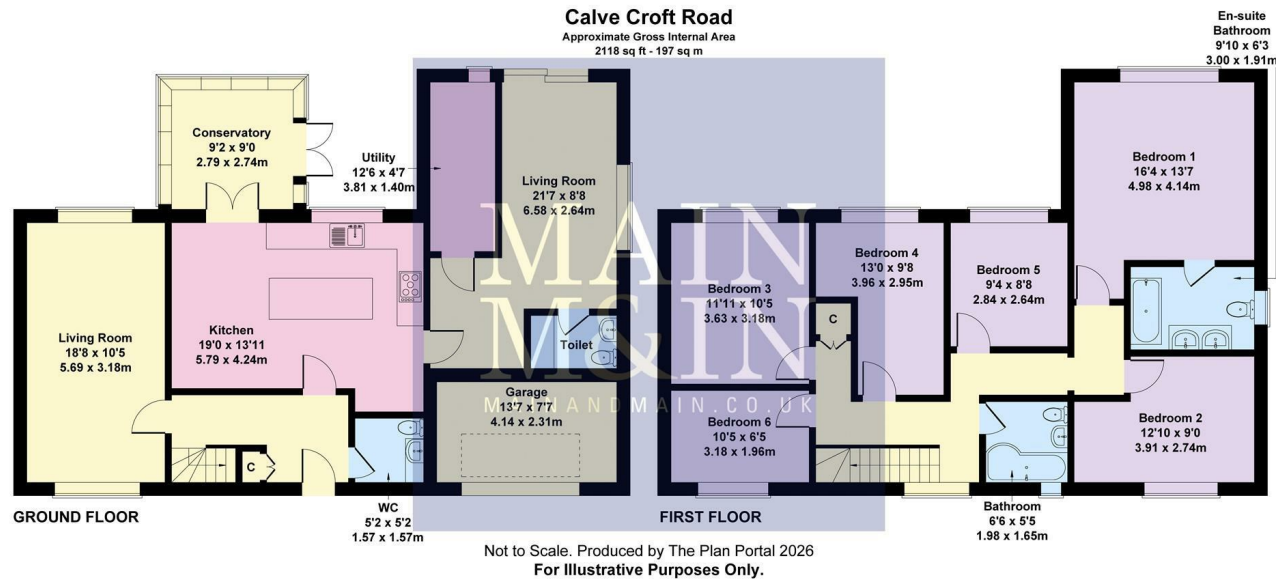 Calve Croft Road
Approximate Gross Internal Area
2118 sq ft - 197 sq m
En-suite
Bathroom
9'10 x 6'3
3.00 x 1.91m
Conservatory
9'2 x 9'0
2.79 x 2.74m
Utility
12'6 x 4'7
3.81 x 1.40m
Living Room
21'7 x 8'8
6.58 x 2.64m
Bedroom 1
16'4 x 13'7
4.98 x 4.14m
Living Room
18'8 x 10'5
5.69 x 3.18m
Kitchen
19'0 x 13'11
5.79 x 4.24m
Toilet
Garage
13'7 x 7'7
4.14 x 2.31m
C
WC
5'2 x 5'2
1.57 x 1.57m
Bedroom 3
11'11 x 10'5
3.63 x 3.18m
Bedroom 4
13'0 x 9'8
3.96 x 2.95m
Bedroom 5
9'4 x 8'8
2.84 x 2.64m
C
Bedroom 6
10'5 x 6'5
3.18 x 1.96m
Bedroom 2
12'10 x 9'0
3.91 x 2.74m
Bathroom
6'6 x 5'5
1.98 x 1.65m
MAIN
M&IN
MAINANDMAIN.CO.UK
GROUND FLOOR
FIRST FLOOR
Not to Scale. Produced by The Plan Portal 2026
For Illustrative Purposes Only.